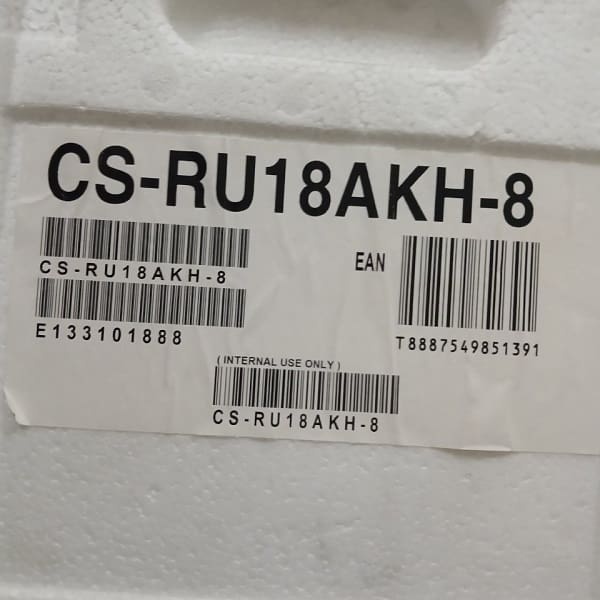 CS-RU18AKH-8
CS-RU18AKH-8
EAN
E133101888
T8887549851391
( INTERNAL USE ONLY )
CS-RU18AKH-8